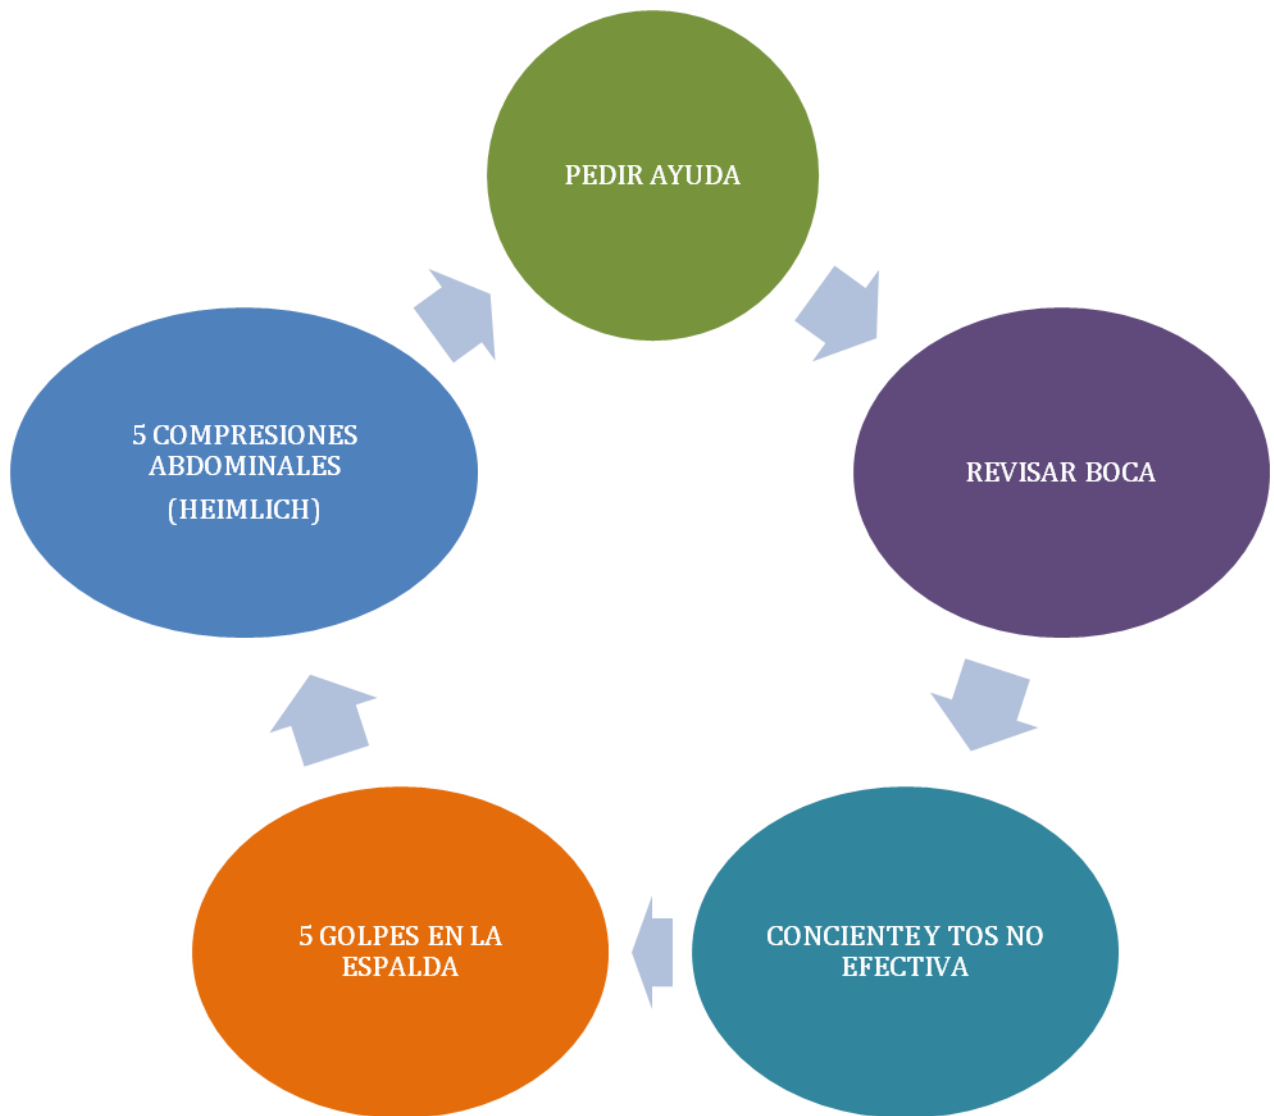 PEDIR AYUDA
REVISAR BOCA
CONCIENTE Y TOS NO
EFECTIVA
5 GOLPES EN LA
ESPALDA
5 COMPRESIONES
ABDOMINALES
(HEIMLICH)